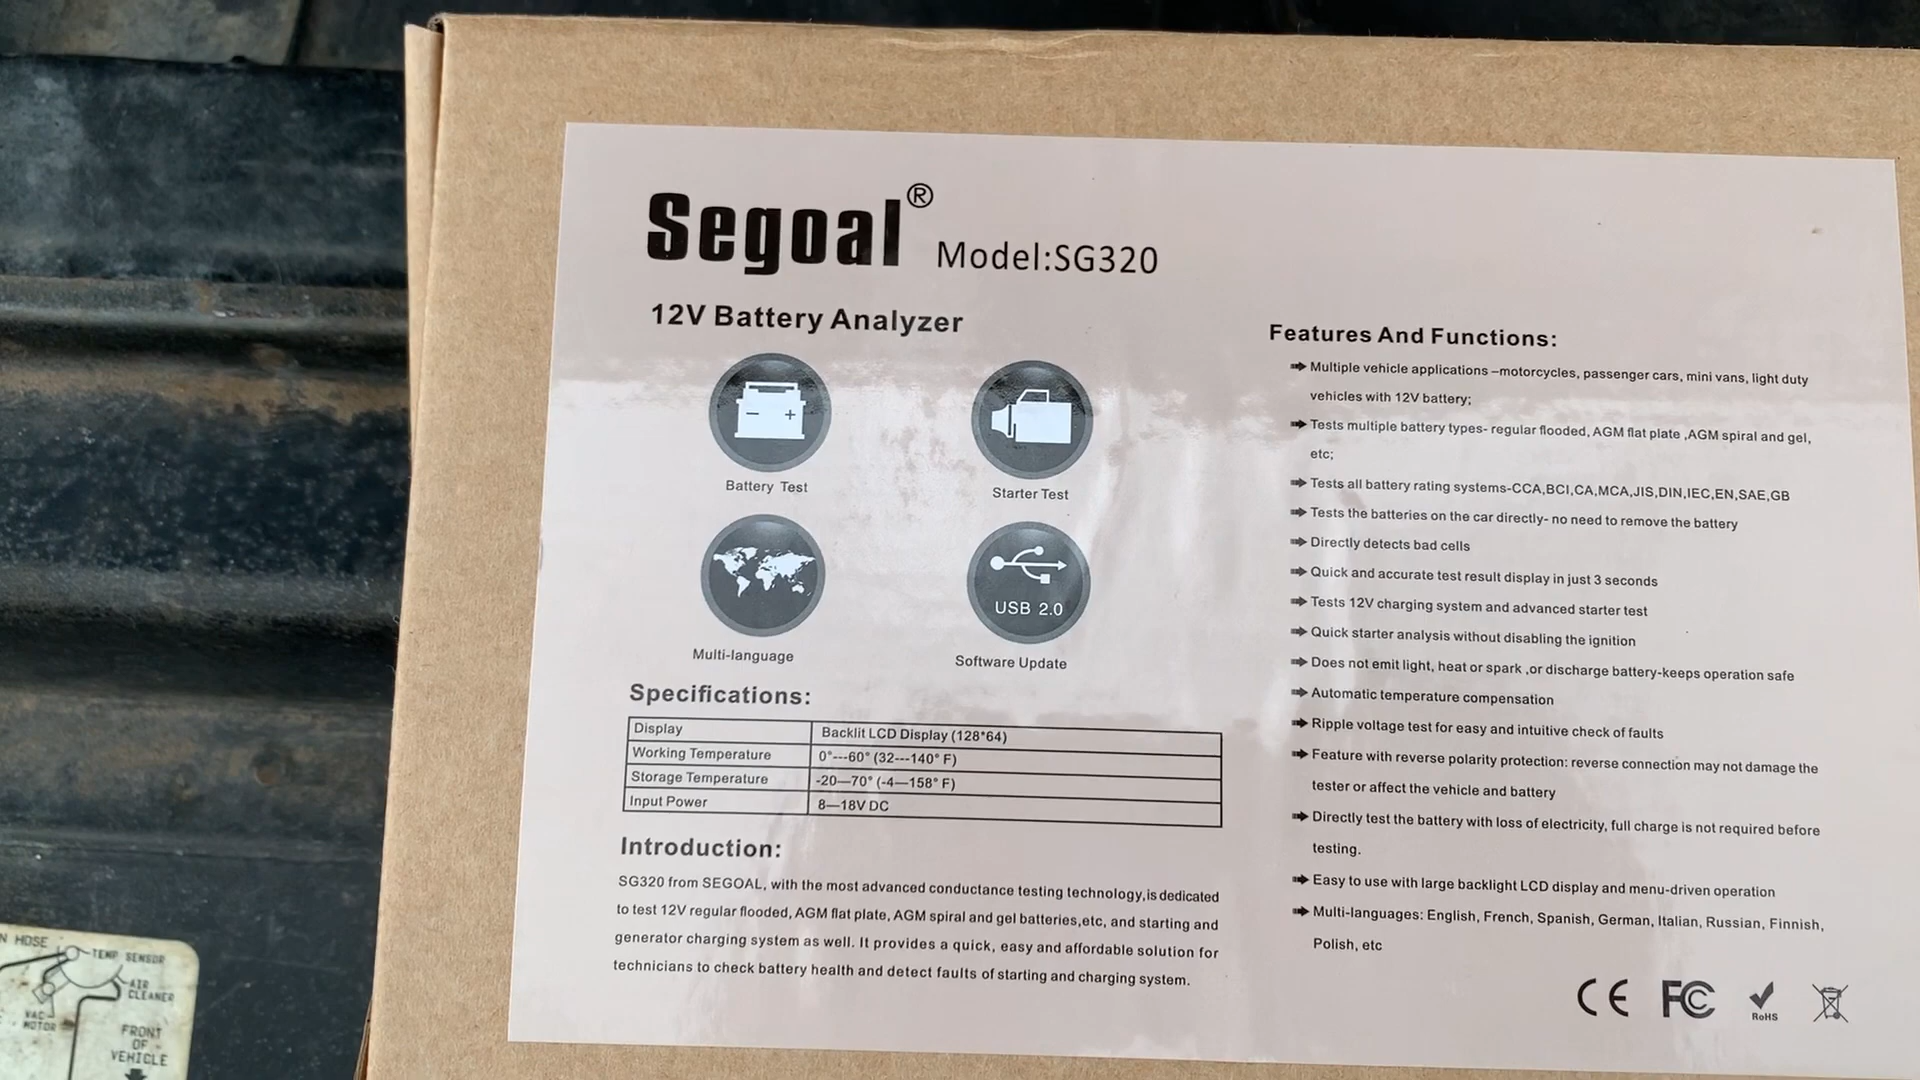 Segoal® Model:SG320
12V Battery Analyzer
Battery Test
Starter Test
Multi-language
USB 2.0
Software Update
Specifications:
Display Backlit LCD Display (128*64)
Working Temperature 0°---60° (32---140° F)
Storage Temperature -20—70° (-4—158° F)
Input Power 8—18V DC
Introduction:
SG320 from SEGOAL, with the most advanced conductance testing technology,is dedicated
to test 12V regular flooded, AGM flat plate, AGM spiral and gel batteries,etc, and starting and
generator charging system as well. It provides a quick, easy and affordable solution for
technicians to check battery health and detect faults of starting and charging system.
Features And Functions:
Multiple vehicle applications –motorcycles, passenger cars, mini vans, light duty
vehicles with 12V battery;
Tests multiple battery types- regular flooded, AGM flat plate ,AGM spiral and gel,
etc;
Tests all battery rating systems-CCA,BCI,CA,MCA,JIS,DIN,IEC,EN,SAE,GB
Tests the batteries on the car directly- no need to remove the battery
Directly detects bad cells
Quick and accurate test result display in just 3 seconds
Tests 12V charging system and advanced starter test
Quick starter analysis without disabling the ignition
Does not emit light, heat or spark ,or discharge battery-keeps operation safe
Automatic temperature compensation
Ripple voltage test for easy and intuitive check of faults
Feature with reverse polarity protection: reverse connection may not damage the
tester or affect the vehicle and battery
Directly test the battery with loss of electricity, full charge is not required before
testing.
Easy to use with large backlight LCD display and menu-driven operation
Multi-languages: English, French, Spanish, German, Italian, Russian, Finnish,
Polish, etc
CE FC RoHS
HOSE
TEMP SENSOR
AIR
CLEANER
VAC
MOTOR
FRONT
OF
VEHICLE